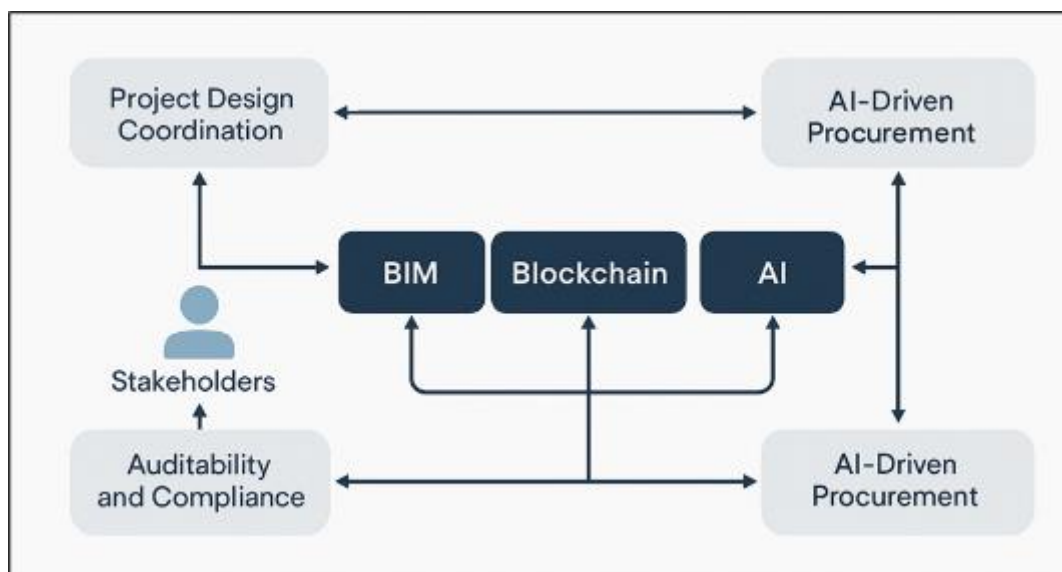 Project Design
Coordination
AI-Driven
Procurement
BIM
Blockchain
AI
Stakeholders
Auditability
and Compliance
AI-Driven
Procurement